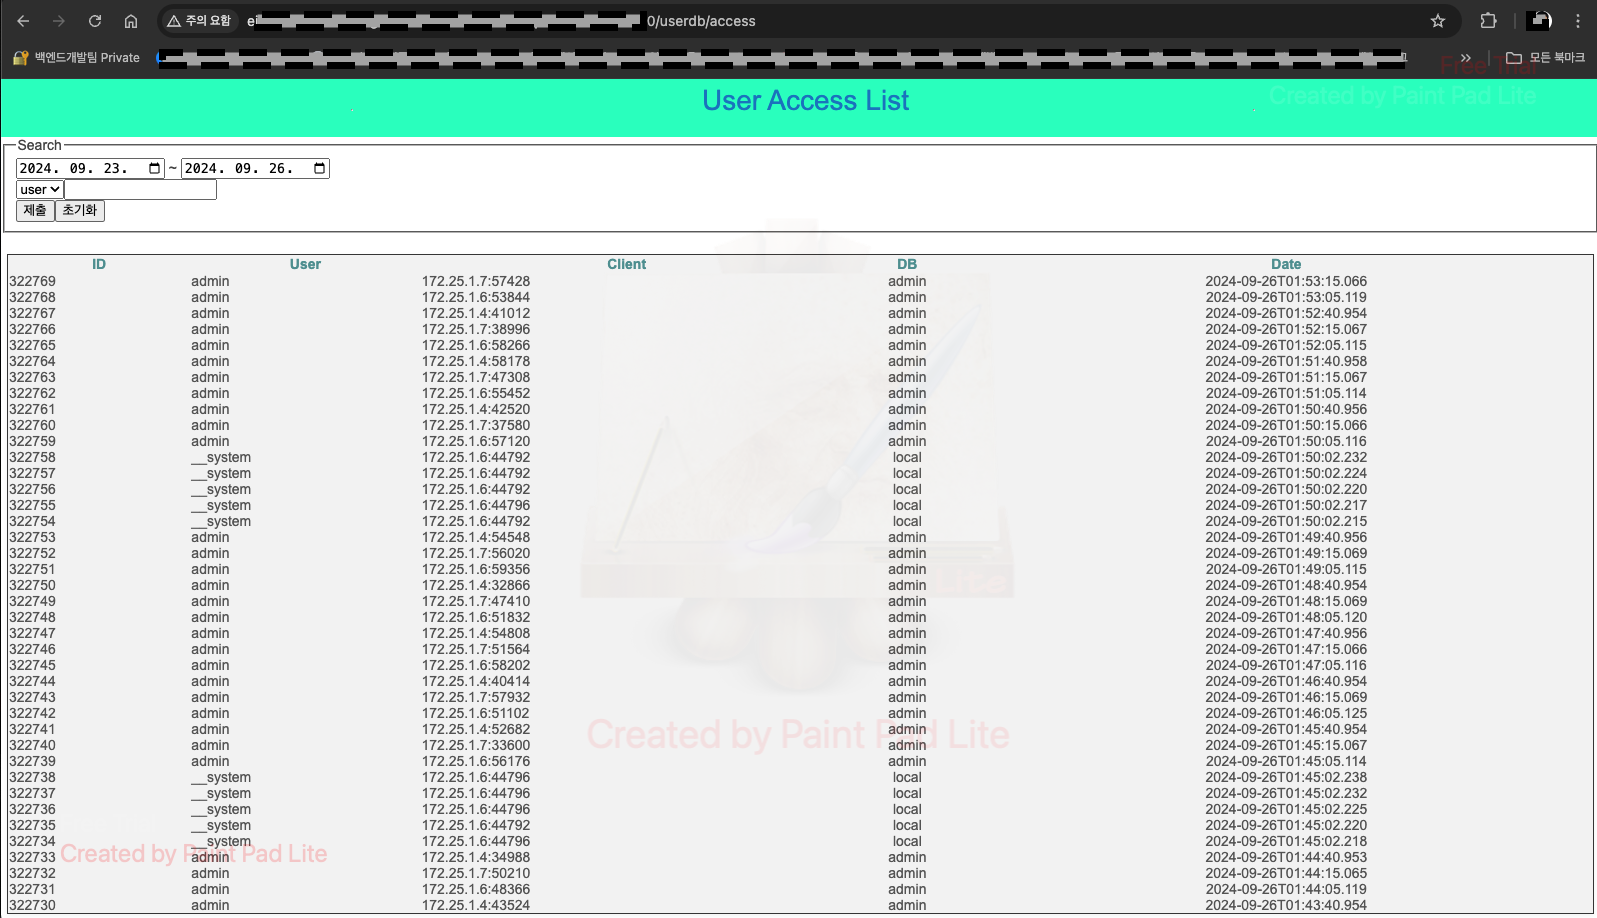 주의 요함 0/userdb/access
백엔드개발팀 Private » 모든 북마크
Free Trial
Created by Paint Pad Lite
User Access List
Search
2024. 09. 23. ~ 2024. 09. 26.
user
제출 초기화
ID User Client DB Date
322769 admin 172.25.1.7:57428 admin 2024-09-26T01:53:15.066
322768 admin 172.25.1.6:53844 admin 2024-09-26T01:53:05.119
322767 admin 172.25.1.4:41012 admin 2024-09-26T01:52:40.954
322766 admin 172.25.1.7:38996 admin 2024-09-26T01:52:15.067
322765 admin 172.25.1.6:58266 admin 2024-09-26T01:52:05.115
322764 admin 172.25.1.4:58178 admin 2024-09-26T01:51:40.958
322763 admin 172.25.1.7:47308 admin 2024-09-26T01:51:15.067
322762 admin 172.25.1.6:55452 admin 2024-09-26T01:51:05.114
322761 admin 172.25.1.4:42520 admin 2024-09-26T01:50:40.956
322760 admin 172.25.1.7:37580 admin 2024-09-26T01:50:15.066
322759 admin 172.25.1.6:57120 admin 2024-09-26T01:50:05.116
322758 __system 172.25.1.6:44792 local 2024-09-26T01:50:02.232
322757 __system 172.25.1.6:44792 local 2024-09-26T01:50:02.224
322756 __system 172.25.1.6:44792 local 2024-09-26T01:50:02.220
322755 __system 172.25.1.6:44796 local 2024-09-26T01:50:02.217
322754 __system 172.25.1.6:44792 local 2024-09-26T01:50:02.215
322753 admin 172.25.1.4:54548 admin 2024-09-26T01:49:40.956
322752 admin 172.25.1.7:56020 admin 2024-09-26T01:49:15.069
322751 admin 172.25.1.6:59356 admin 2024-09-26T01:49:05.115
322750 admin 172.25.1.4:32866 admin 2024-09-26T01:48:40.954
322749 admin 172.25.1.7:47410 admin 2024-09-26T01:48:15.069
322748 admin 172.25.1.6:51832 admin 2024-09-26T01:48:05.120
322747 admin 172.25.1.4:54808 admin 2024-09-26T01:47:40.956
322746 admin 172.25.1.7:51564 admin 2024-09-26T01:47:15.066
322745 admin 172.25.1.6:58202 admin 2024-09-26T01:47:05.116
322744 admin 172.25.1.4:40414 admin 2024-09-26T01:46:40.954
322743 admin 172.25.1.7:57932 admin 2024-09-26T01:46:15.069
322742 admin 172.25.1.6:51102 admin 2024-09-26T01:46:05.125
322741 admin 172.25.1.4:52682 admin 2024-09-26T01:45:40.954
322740 admin 172.25.1.7:33600 admin 2024-09-26T01:45:15.067
322739 admin 172.25.1.6:56176 admin 2024-09-26T01:45:05.114
322738 __system 172.25.1.6:44796 local 2024-09-26T01:45:02.238
322737 __system 172.25.1.6:44796 local 2024-09-26T01:45:02.232
322736 __system 172.25.1.6:44796 local 2024-09-26T01:45:02.225
322735 __system 172.25.1.6:44792 local 2024-09-26T01:45:02.220
322734 __system 172.25.1.6:44796 local 2024-09-26T01:45:02.218
322733 admin 172.25.1.4:34988 admin 2024-09-26T01:44:40.953
322732 admin 172.25.1.7:50210 admin 2024-09-26T01:44:15.065
322731 admin 172.25.1.6:48366 admin 2024-09-26T01:44:05.119
322730 admin 172.25.1.4:43524 admin 2024-09-26T01:43:40.954
Lite
Created by Paint Pad Lite
Created by Paint Pad Lite